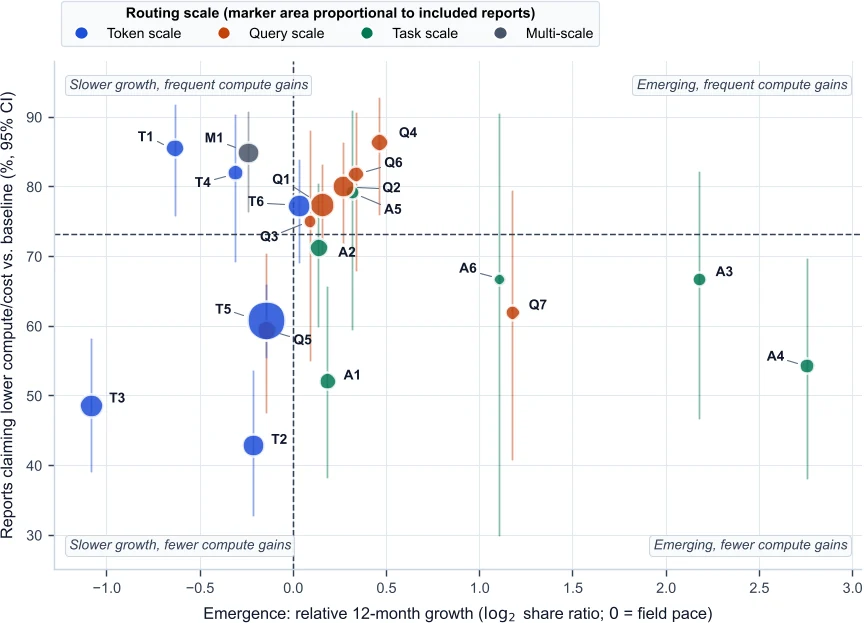 Routing scale (marker area proportional to included reports)
Token scale
Query scale
Task scale
Multi-scale
Slower growth, frequent compute gains
Emerging, frequent compute gains
Reports claiming lower compute/cost vs. baseline (%, 95% CI)
90
80
70
60
50
40
30
T1
M1
T4
Q4
Q6
Q1
Q2
T6
A5
Q3
A2
A6
A3
T5
Q7
Q5
A4
A1
T3
T2
Slower growth, fewer compute gains
Emerging, fewer compute gains
−1.0
−0.5
0.0
0.5
1.0
1.5
2.0
2.5
3.0
Emergence: relative 12-month growth (log₂ share ratio; 0 = field pace)